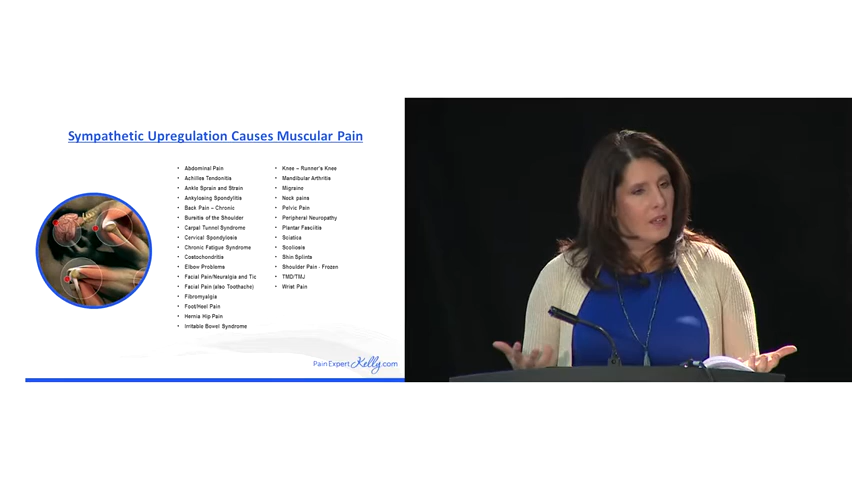 Sympathetic Upregulation Causes Muscular Pain
Abdominal Pain
Achilles Tendonitis
Ankle Sprain and Strain
Ankylosing Spondylitis
Back Pain – Chronic
Bursitis of the Shoulder
Carpal Tunnel Syndrome
Cervical Spondylosis
Chronic Fatigue Syndrome
Costochondritis
Elbow Problems
Facial Pain/Neuralgia and Tic
Facial Pain (also Toothache)
Fibromyalgia
Foot/Heel Pain
Hernia Hip Pain
Irritable Bowel Syndrome
Knee – Runner's Knee
Mandibular Arthritis
Migraine
Neck pains
Pelvic Pain
Peripheral Neuropathy
Plantar Fasciitis
Sciatica
Scoliosis
Shin Splints
Shoulder Pain - Frozen
TMD/TMJ
Wrist Pain
PainExpertKelly.com